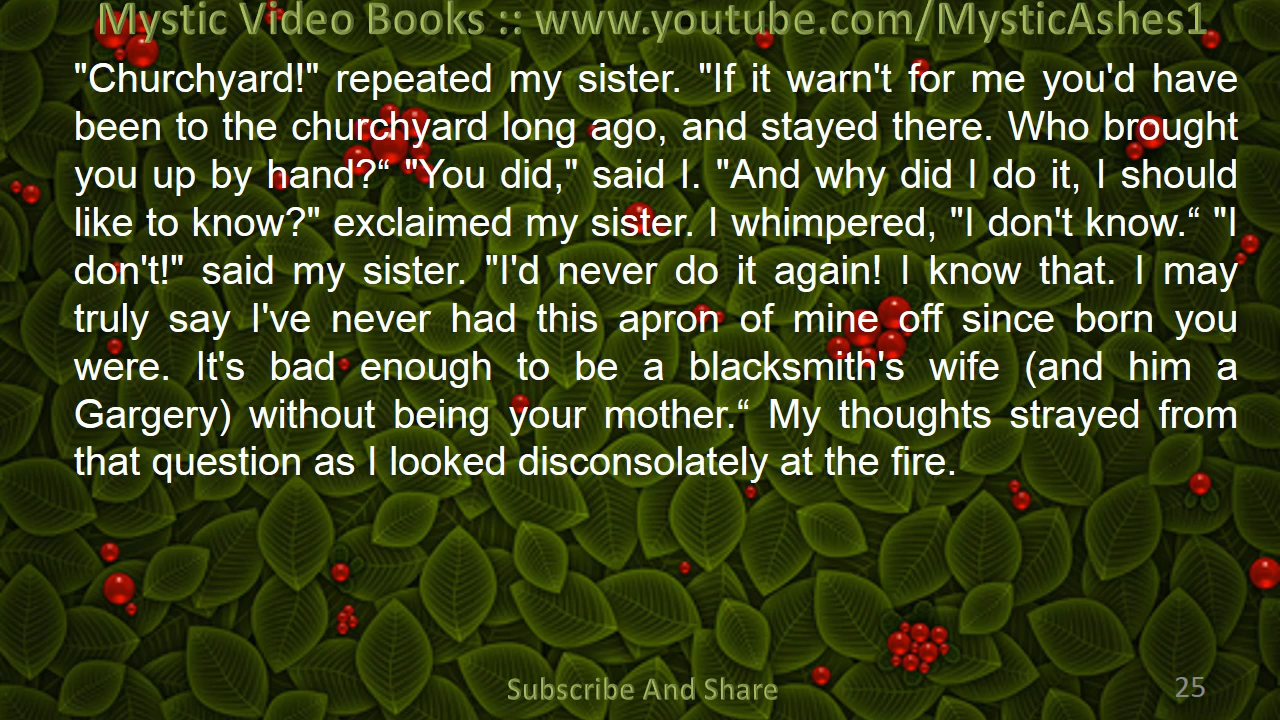 Mystic Video Books :: www.youtube.com/MysticAshes1
"Churchyard!" repeated my sister. "If it warn't for me you'd have
been to the churchyard long ago, and stayed there. Who brought
you up by hand?“ "You did," said I. "And why did I do it, I should
like to know?" exclaimed my sister. I whimpered, "I don't know.“ "I
don't!" said my sister. "I'd never do it again! I know that. I may
truly say I've never had this apron of mine off since born you
were. It's bad enough to be a blacksmith's wife (and him a
Gargery) without being your mother.“ My thoughts strayed from
that question as I looked disconsolately at the fire.
Subscribe And Share
25